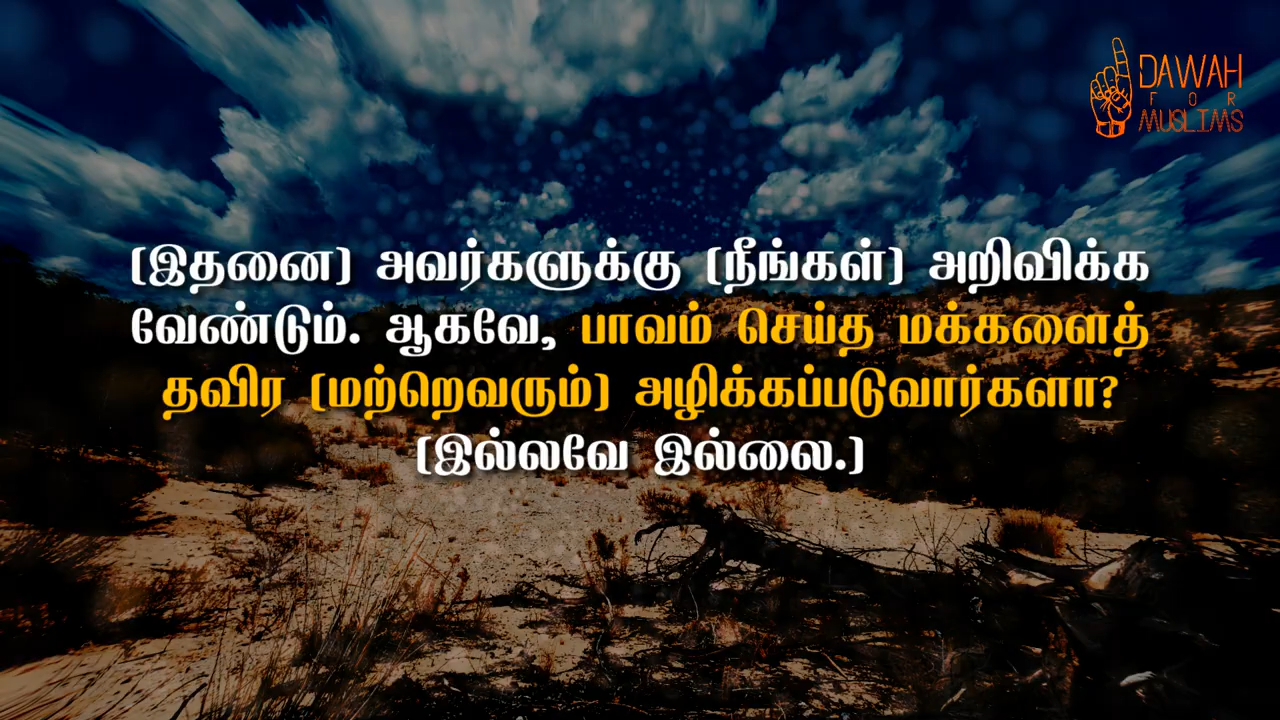 DAWAH
FOR
MUSLIMS
(இதனை) அவர்களுக்கு (நீங்கள்) அறிவிக்க
வேண்டும். ஆகவே, பாவம் செய்த மக்களைத்
தவிர (மற்றெவரும்) அழிக்கப்படுவார்களா?
(இல்லவே இல்லை.)